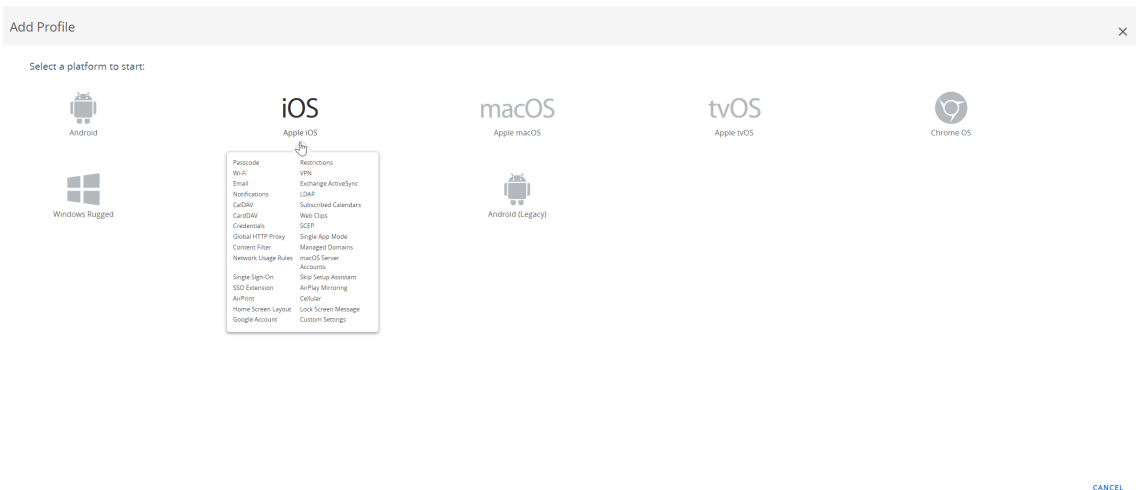 Add Profile
Select a platform to start:
iOS
macOS
tvOS
Android
Apple iOS
Apple macOS
Apple tvOS
Chrome OS
Passcode Restrictions
Wi-Fi VPN
Email Exchange ActiveSync
Notifications LDAP
CalDAV Subscribed Calendars
CardDAV Web Clips
Credentials SCEP
Global HTTP Proxy Single App Mode
Content Filter Managed Domains
Network Usage Rules macOS Server
Accounts
Single Sign-On Skip Setup Assistant
SSO Extension AirPlay Mirroring
AirPrint Cellular
Home Screen Layout Lock Screen Message
Google Account Custom Settings
Windows Rugged
Android (Legacy)
CANCEL